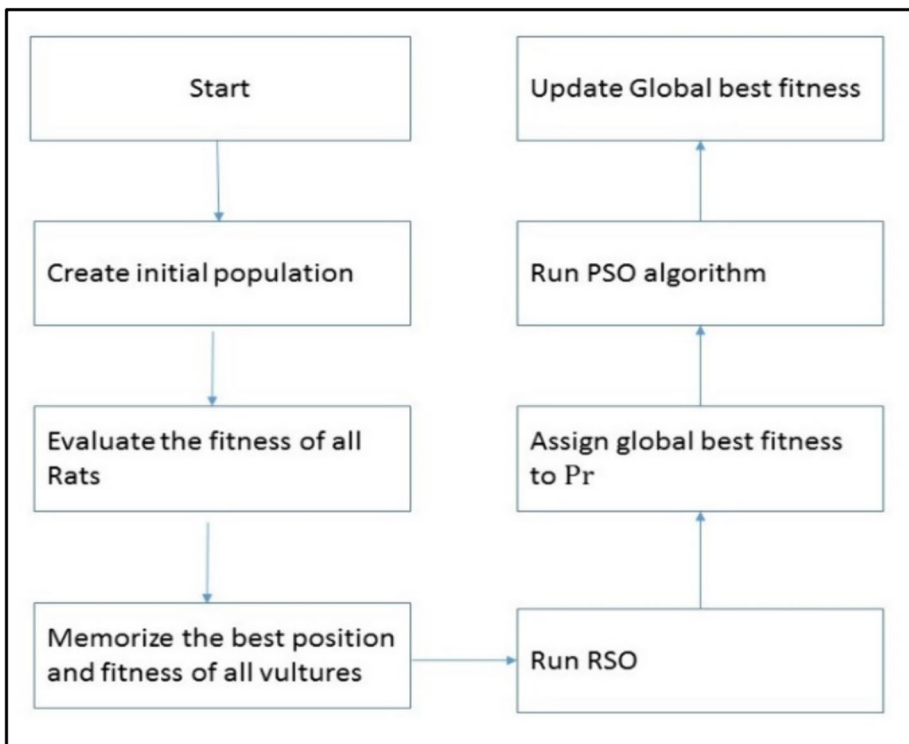 Start
Create initial population
Evaluate the fitness of all
Rats
Memorize the best position
and fitness of all vultures
Run RSO
Assign global best fitness
to Pr
Run PSO algorithm
Update Global best fitness